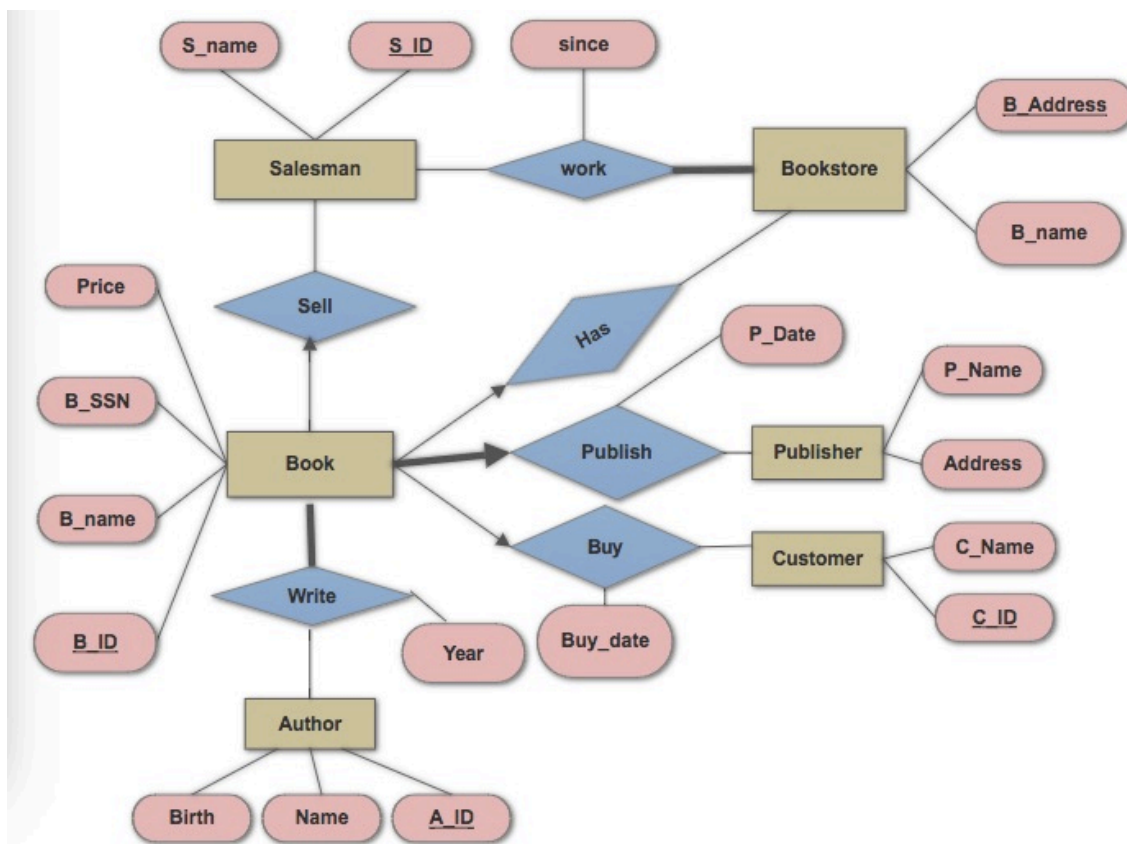 S_name
S_ID
since
B_Address
Salesman
work
Bookstore
B_name
Price
Sell
Has
P_Date
P_Name
B_SSN
Book
Publish
Publisher
Address
B_name
Buy
Customer
C_Name
Write
B_ID
Year
Buy_date
C_ID
Author
Birth
Name
A_ID